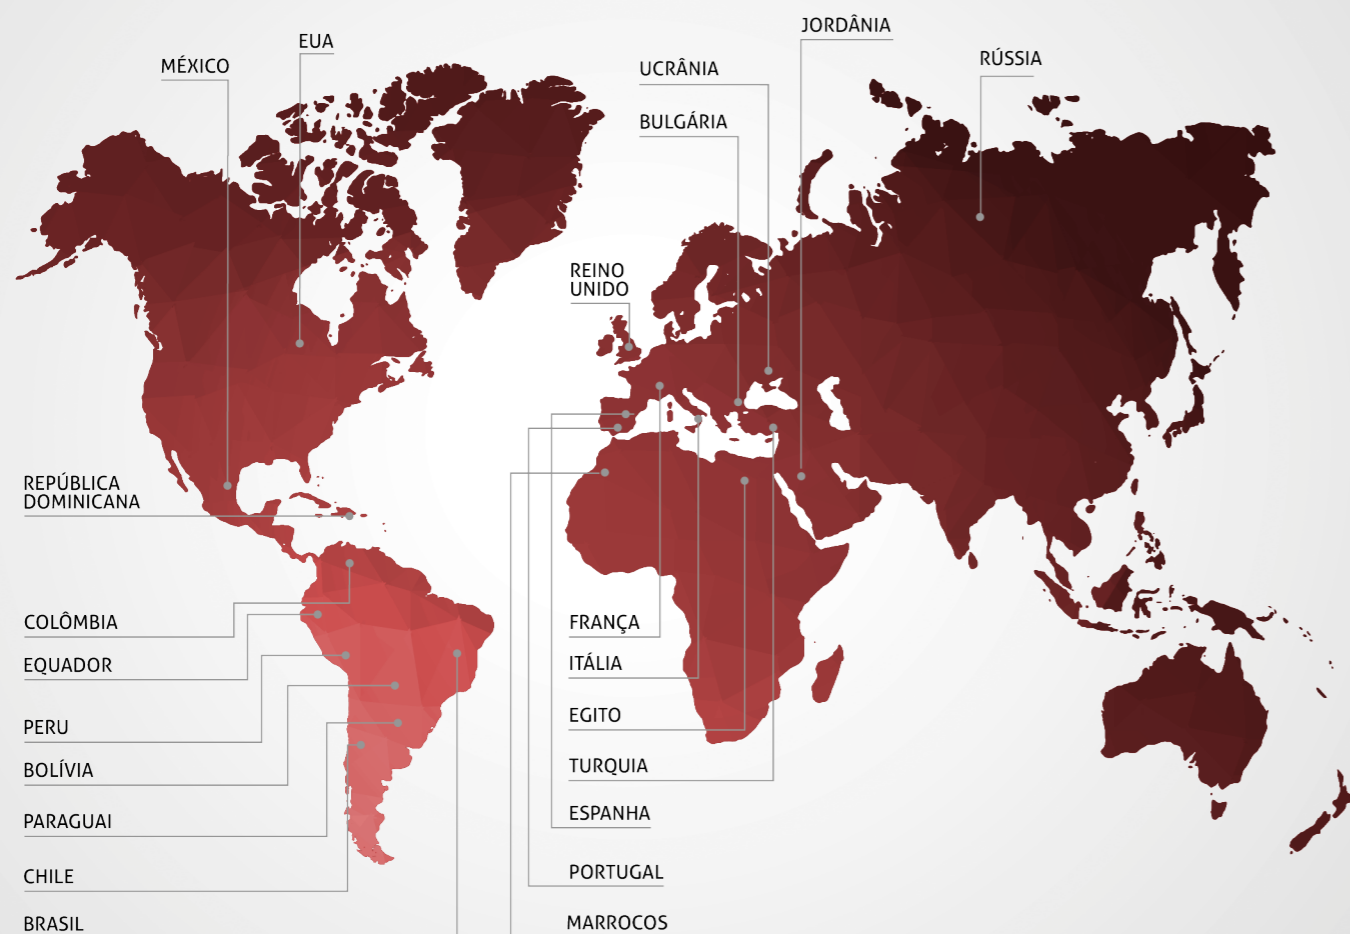 JORDÂNIA
EUA
MÉXICO
UCRÂNIA
RÚSSIA
BULGÁRIA
REINO
UNIDO
REPÚBLICA
DOMINICANA
COLÔMBIA
EQUADOR
PERU
BOLÍVIA
PARAGUAI
CHILE
BRASIL
FRANÇA
ITÁLIA
EGITO
TURQUIA
ESPANHA
PORTUGAL
MARROCOS